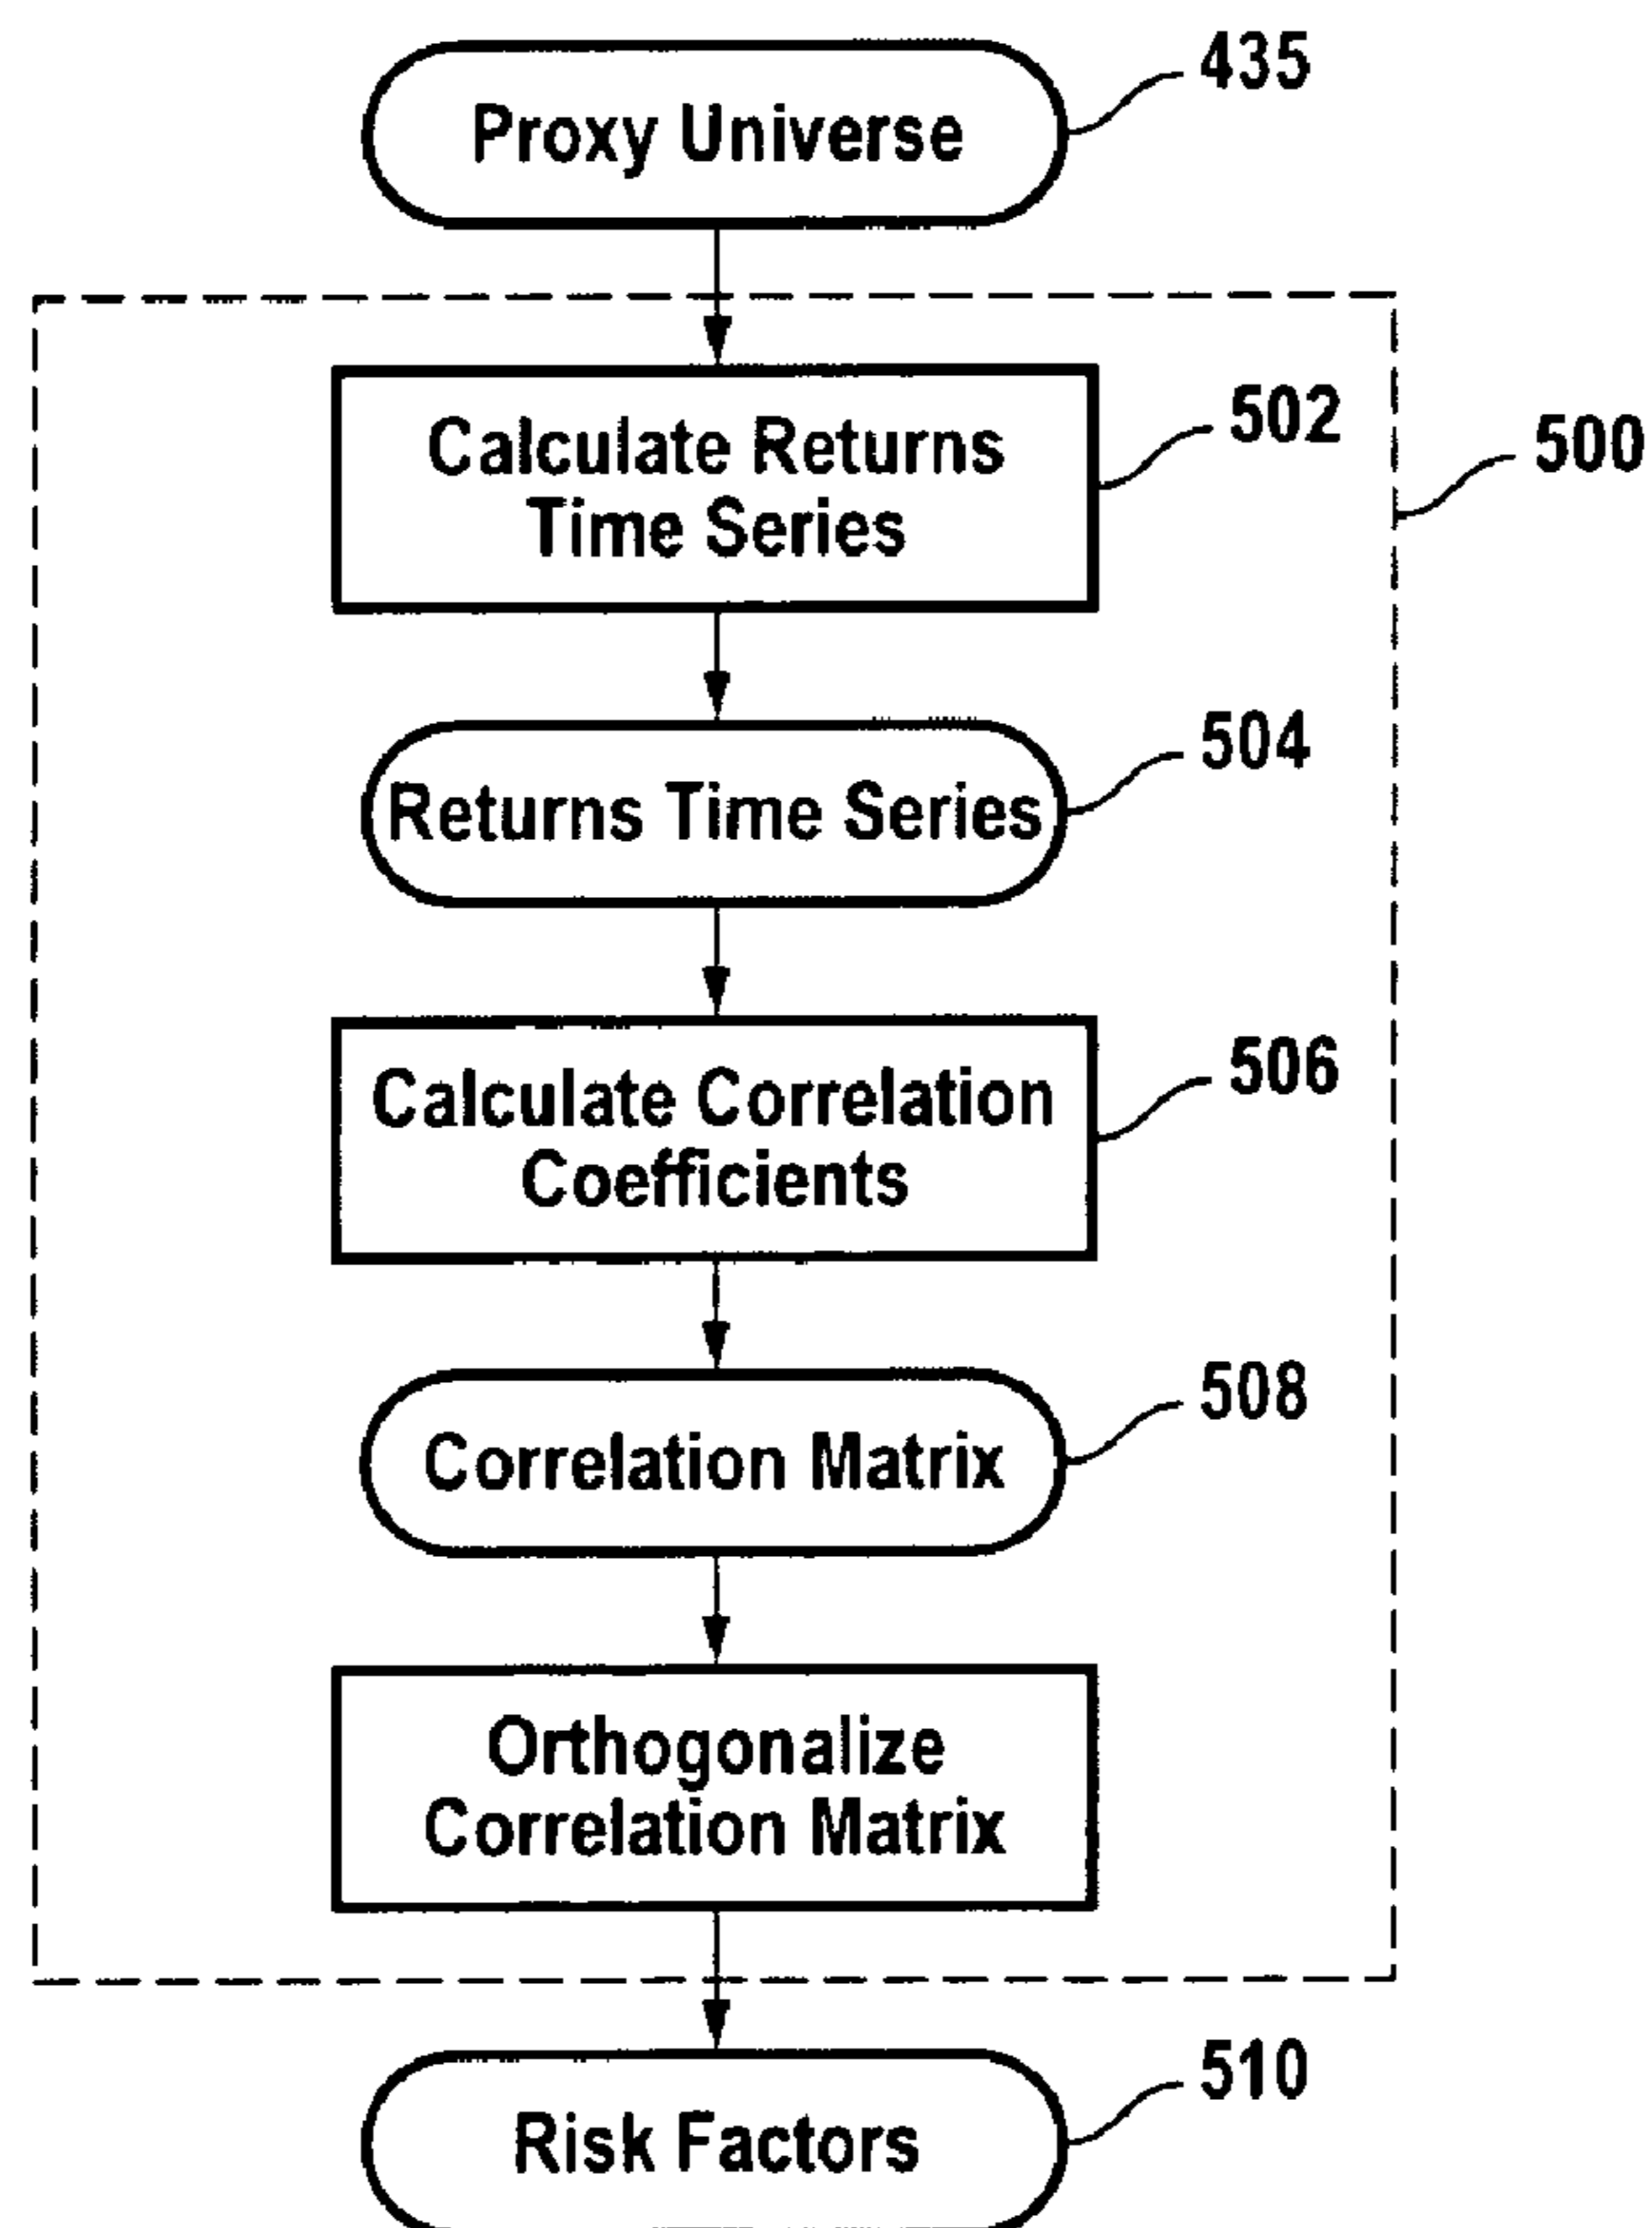 435
Proxy Universe
Calculate Returns
Time Series
502
500
Returns Time Series
504
Calculate Correlation
Coefficients
506
Correlation Matrix
508
Orthogonalize
Correlation Matrix
Risk Factors
510